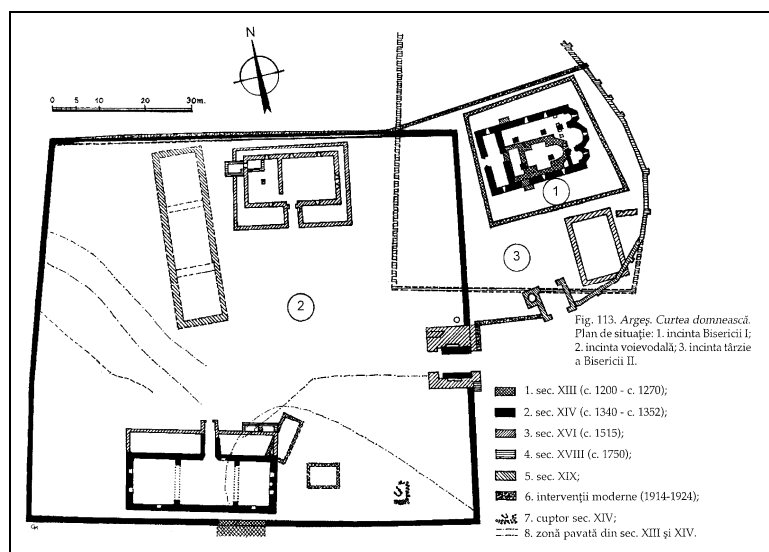 N
0 5 10 20 30m.
1
3
2
Fig. 113. Argeş. Curtea domnească.
Plan de situaţie: 1. incinta Bisericii I;
2. incinta voievodală; 3. incinta târzie
a Bisericii II.
1. sec. XIII (c. 1200 - c. 1270);
2. sec. XIV (c. 1340 - c. 1352);
3. sec. XVI (c. 1515);
4. sec. XVIII (c. 1750);
5. sec. XIX;
6. intervenţii moderne (1914-1924);
7. cuptor sec. XIV;
8. zonă pavată din sec. XIII şi XIV.